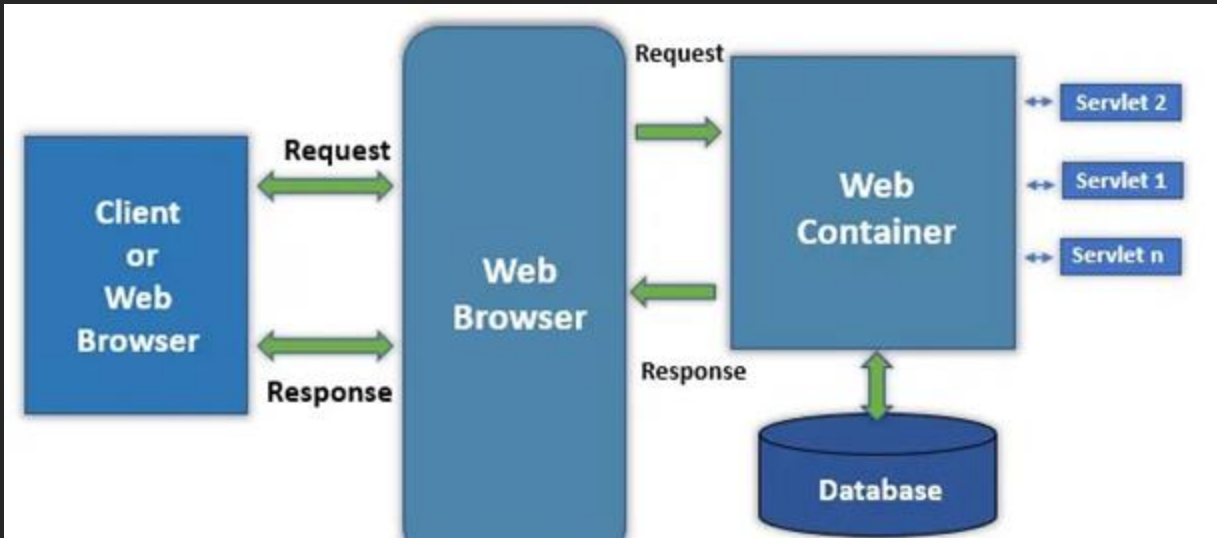 Request
Servlet 2
Request
Client
or
Web
Browser
Web
Browser
Web
Container
Servlet 1
Servlet n
Response
Response
Database